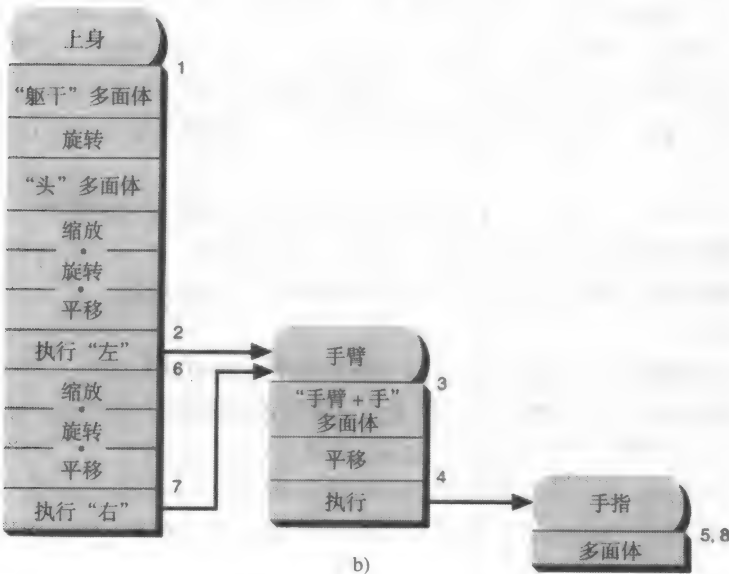 上身
1
“躯干”多面体
旋转
“头”多面体
缩放
旋转
平移
2
执行“左”
6
缩放
旋转
平移
7
执行“右”
手臂
3
“手臂 + 手”
多面体
平移
4
执行
手指
5, 8
多面体
b)